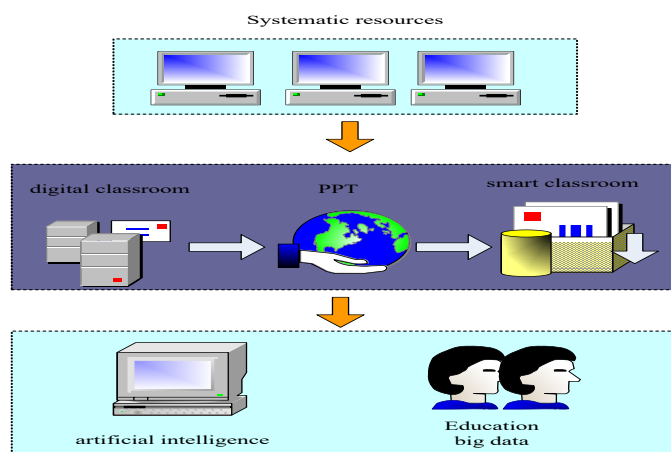 Systematic resources
digital classroom
PPT
smart classroom
artificial intelligence
Education
big data